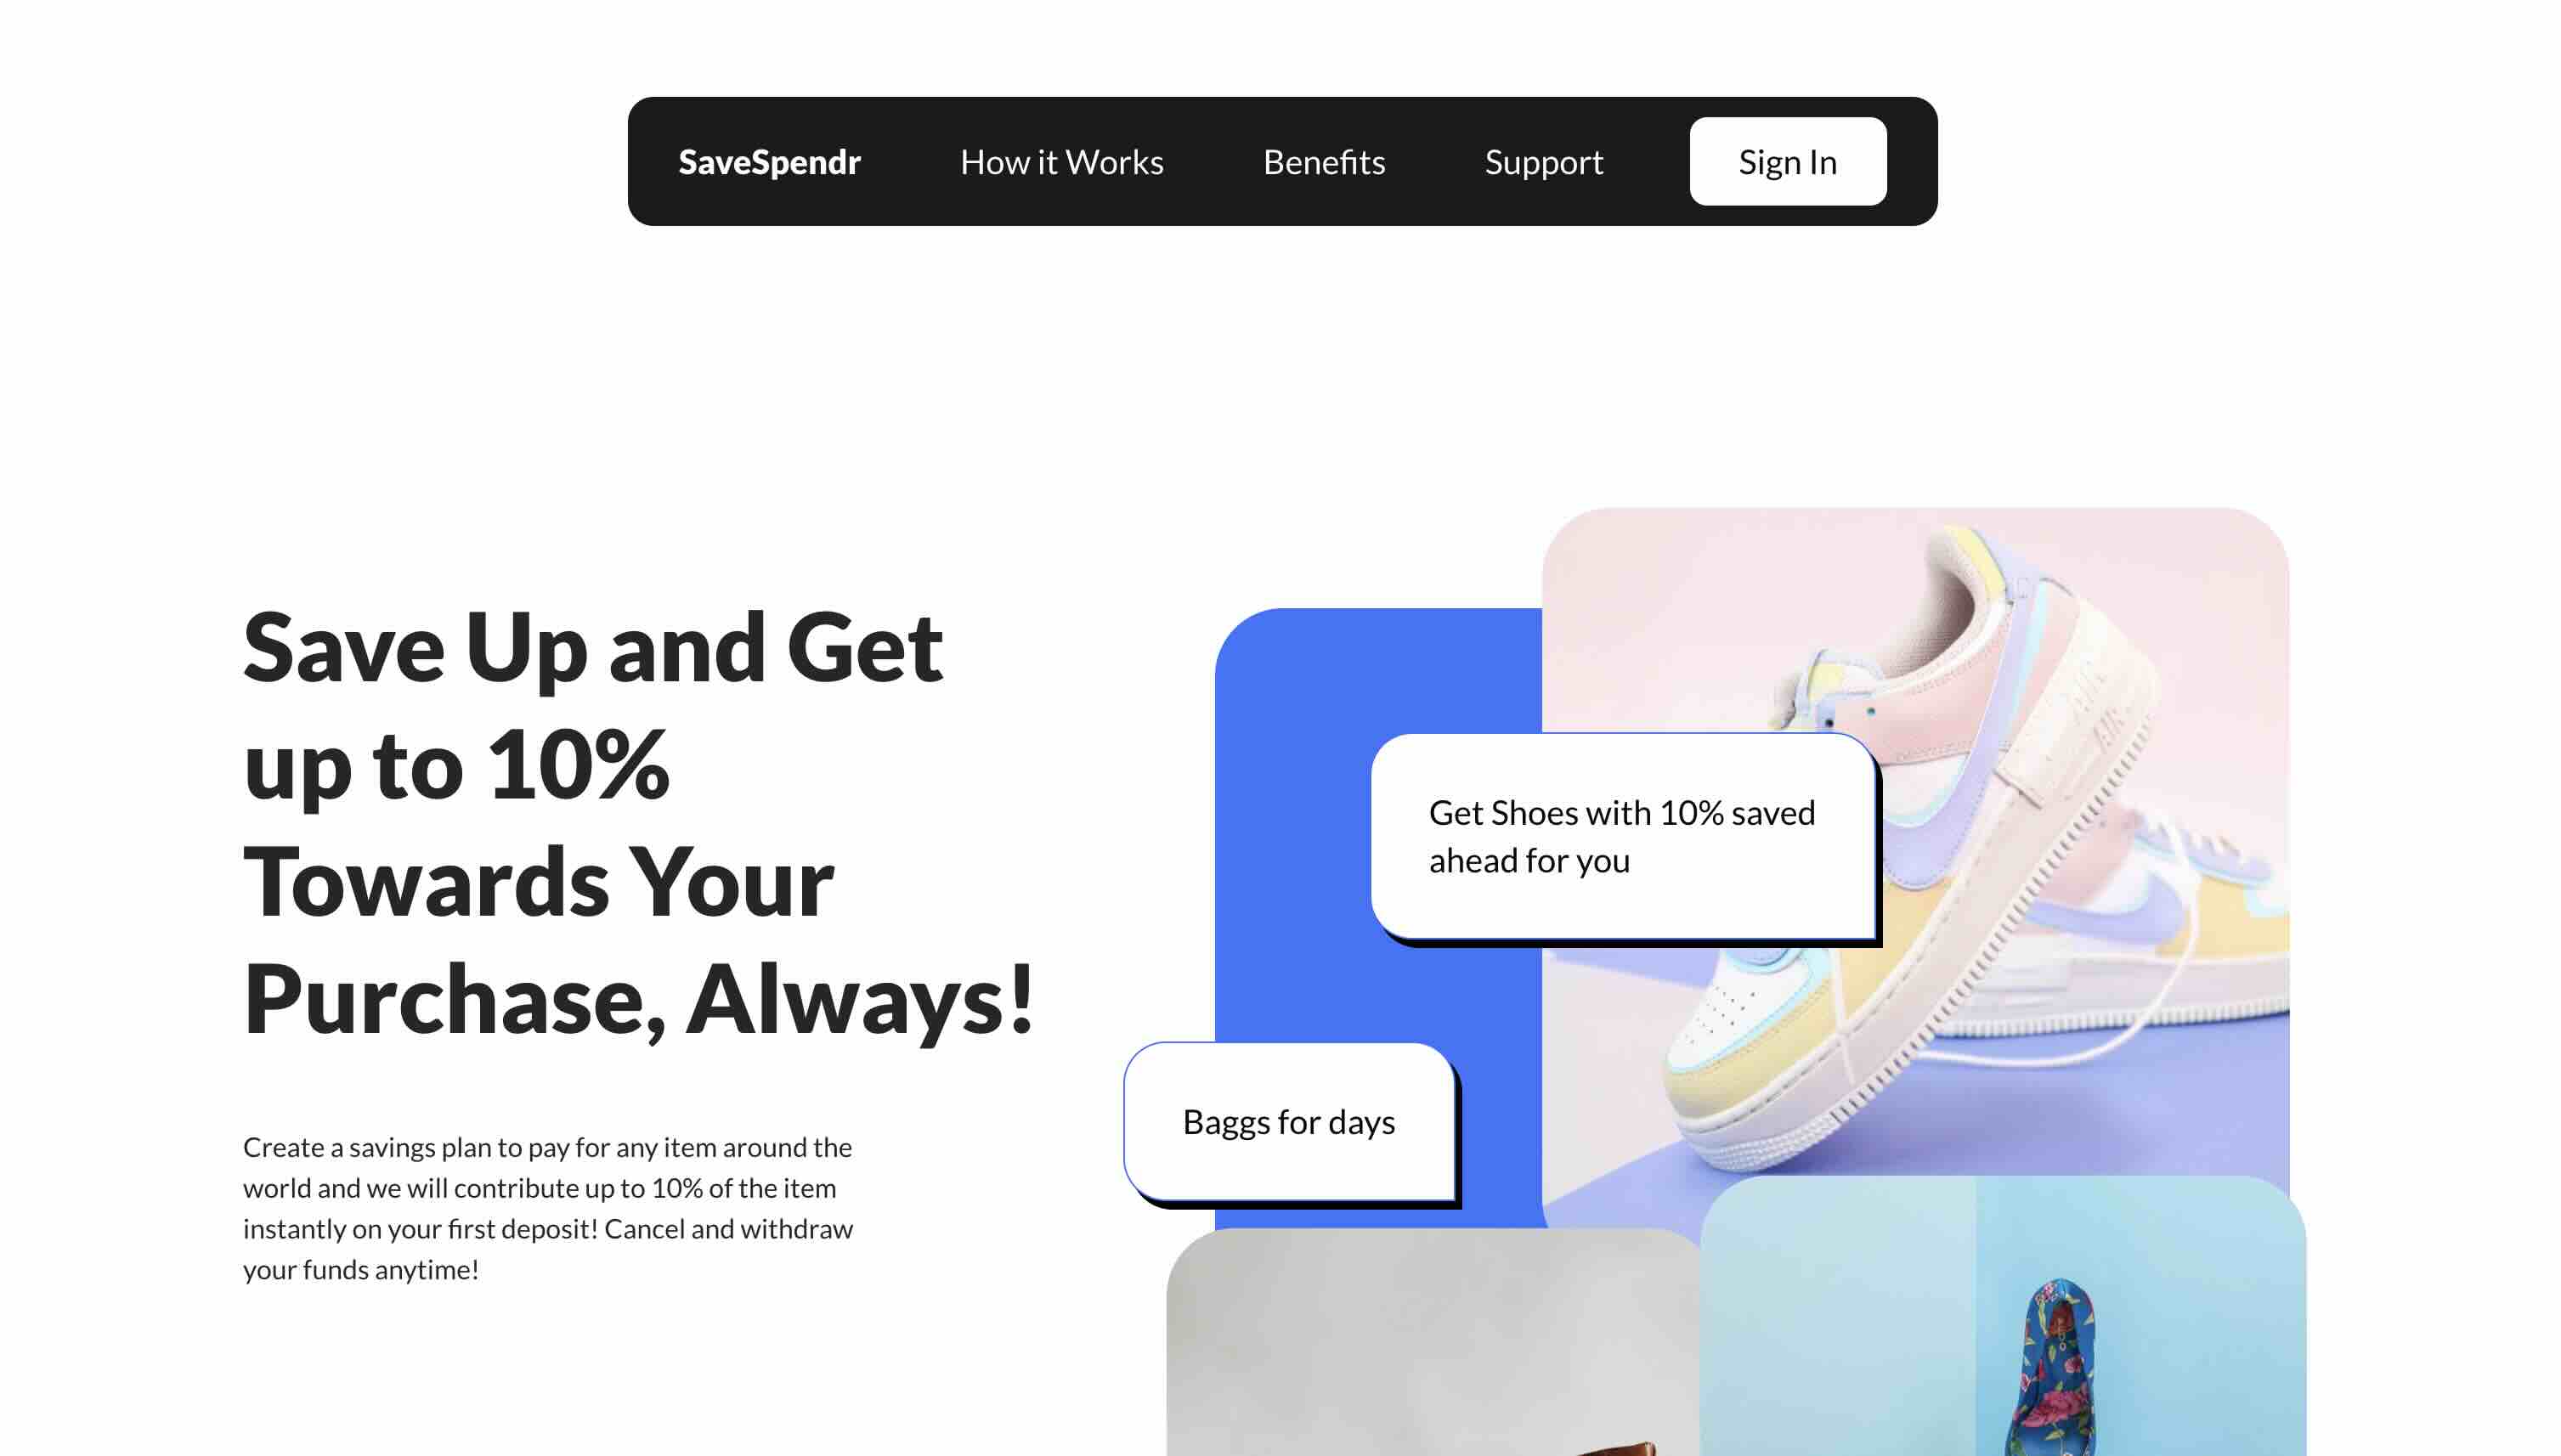 SaveSpendr
How it Works
Benefits
Support
Sign In
Save Up and Get
up to 10%
Towards Your
Purchase, Always!
Create a savings plan to pay for any item around the
world and we will contribute up to 10% of the item
instantly on your first deposit! Cancel and withdraw
your funds anytime!
Get Shoes with 10% saved
ahead for you
Baggs for days
AIR